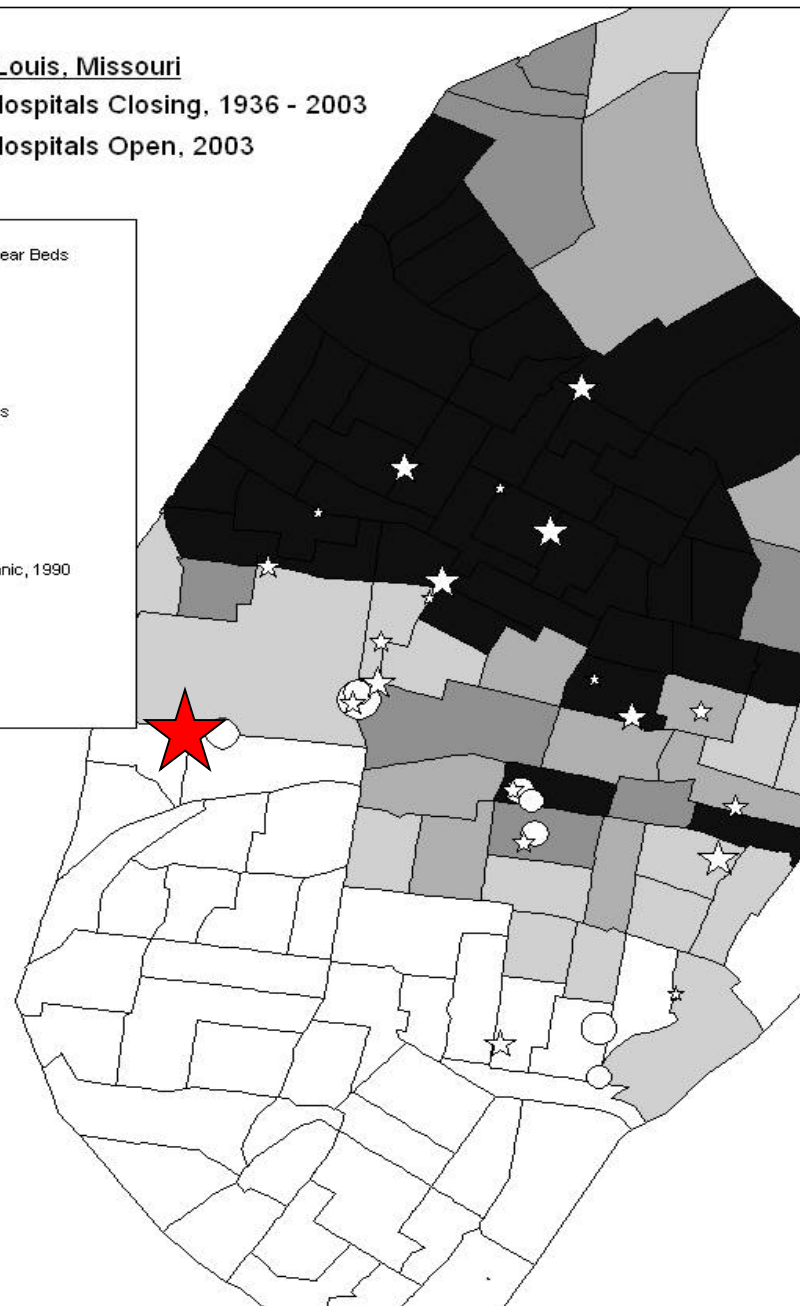 Louis, Missouri
Hospitals Closing, 1936 - 2003
Hospitals Open, 2003
ear Beds
s
nic, 1990